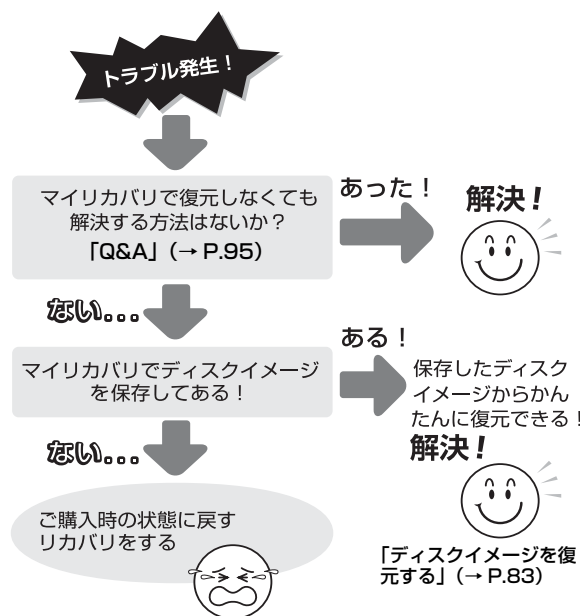 トラブル発生！
マイリカバリで復元しなくても
解決する方法はないか？
「Q&A」（→ P.95）
あった！
解決！
ない...
マイリカバリでディスクイメージ
を保存してある！
ある！
保存したディスク
イメージからかん
たんに復元できる！
解決！
「ディスクイメージを復
元する」（→ P.83）
ない...
ご購入時の状態に戻す
リカバリをする